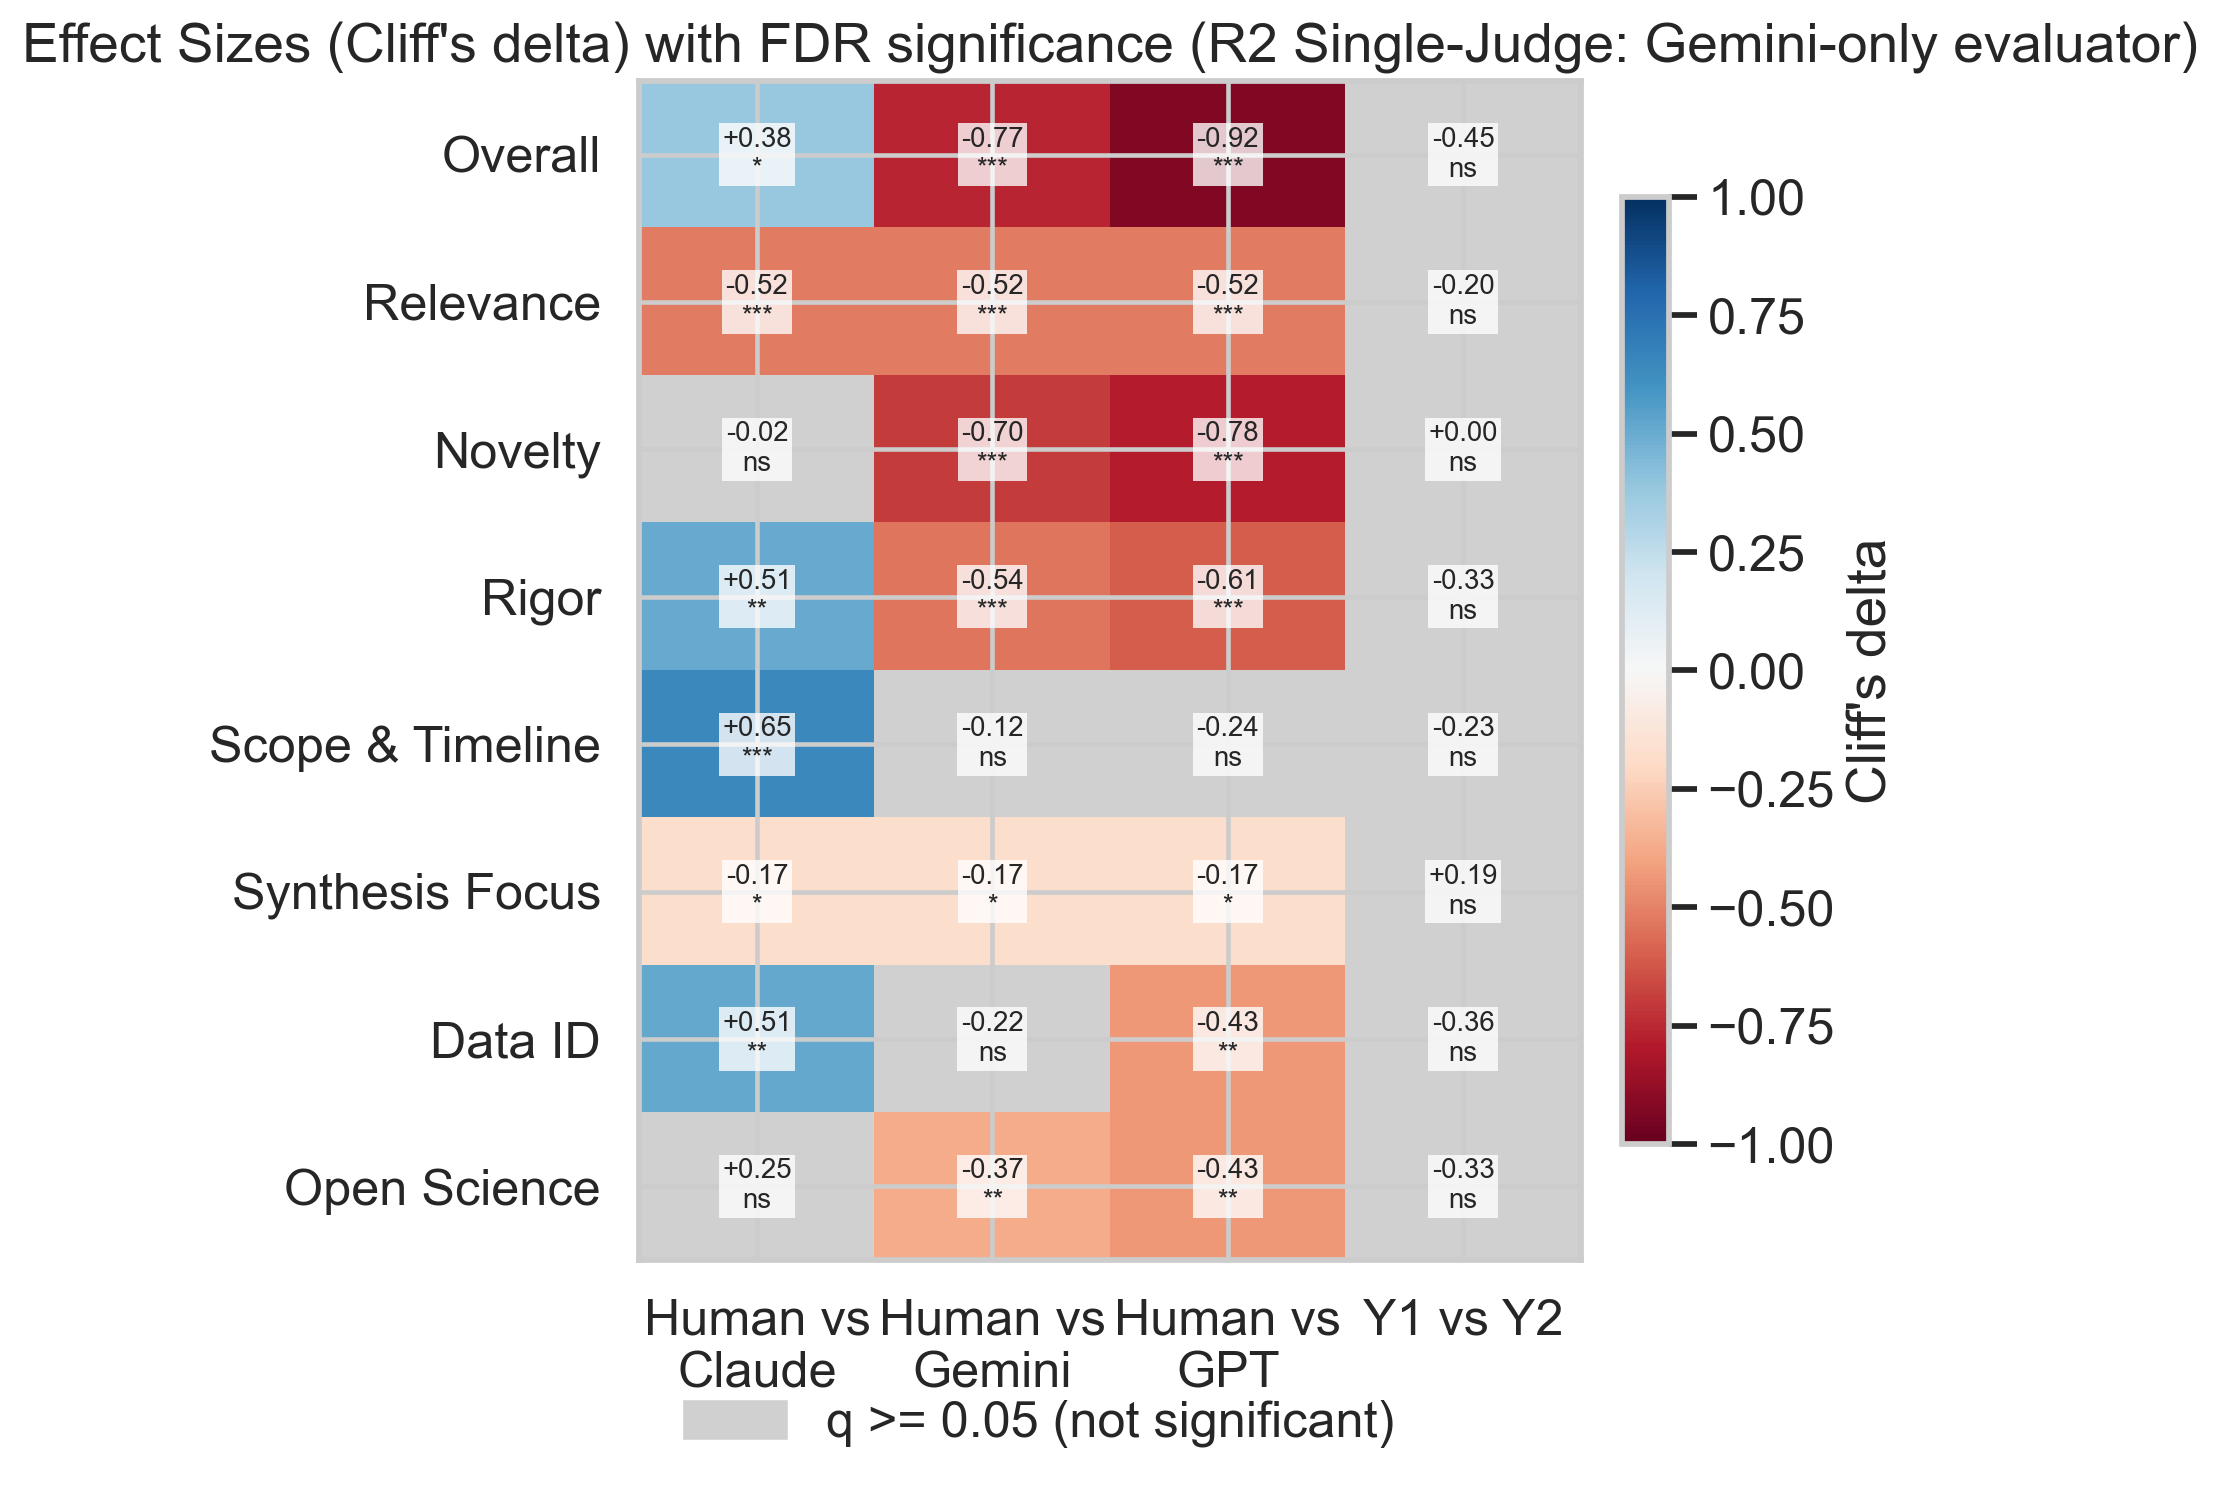 Effect Sizes (Cliff's delta) with FDR significance (R2 Single-Judge: Gemini-only evaluator)
Overall
+0.38
*
-0.77
***
-0.92
***
-0.45
ns
Relevance
-0.52
***
-0.52
***
-0.52
***
-0.20
ns
Novelty
-0.02
ns
-0.70
***
-0.78
***
+0.00
ns
Rigor
+0.51
**
-0.54
***
-0.61
***
-0.33
ns
Scope & Timeline
+0.65
***
-0.12
ns
-0.24
ns
-0.23
ns
Synthesis Focus
-0.17
*
-0.17
*
-0.17
*
+0.19
ns
Data ID
+0.51
**
-0.22
ns
-0.43
**
-0.36
ns
Open Science
+0.25
ns
-0.37
**
-0.43
**
-0.33
ns
Human vs
Claude
Human vs
Gemini
Human vs
GPT
Y1 vs Y2
q >= 0.05 (not significant)
1.00
0.75
0.50
0.25
0.00
−0.25
−0.50
−0.75
−1.00
Cliff's delta